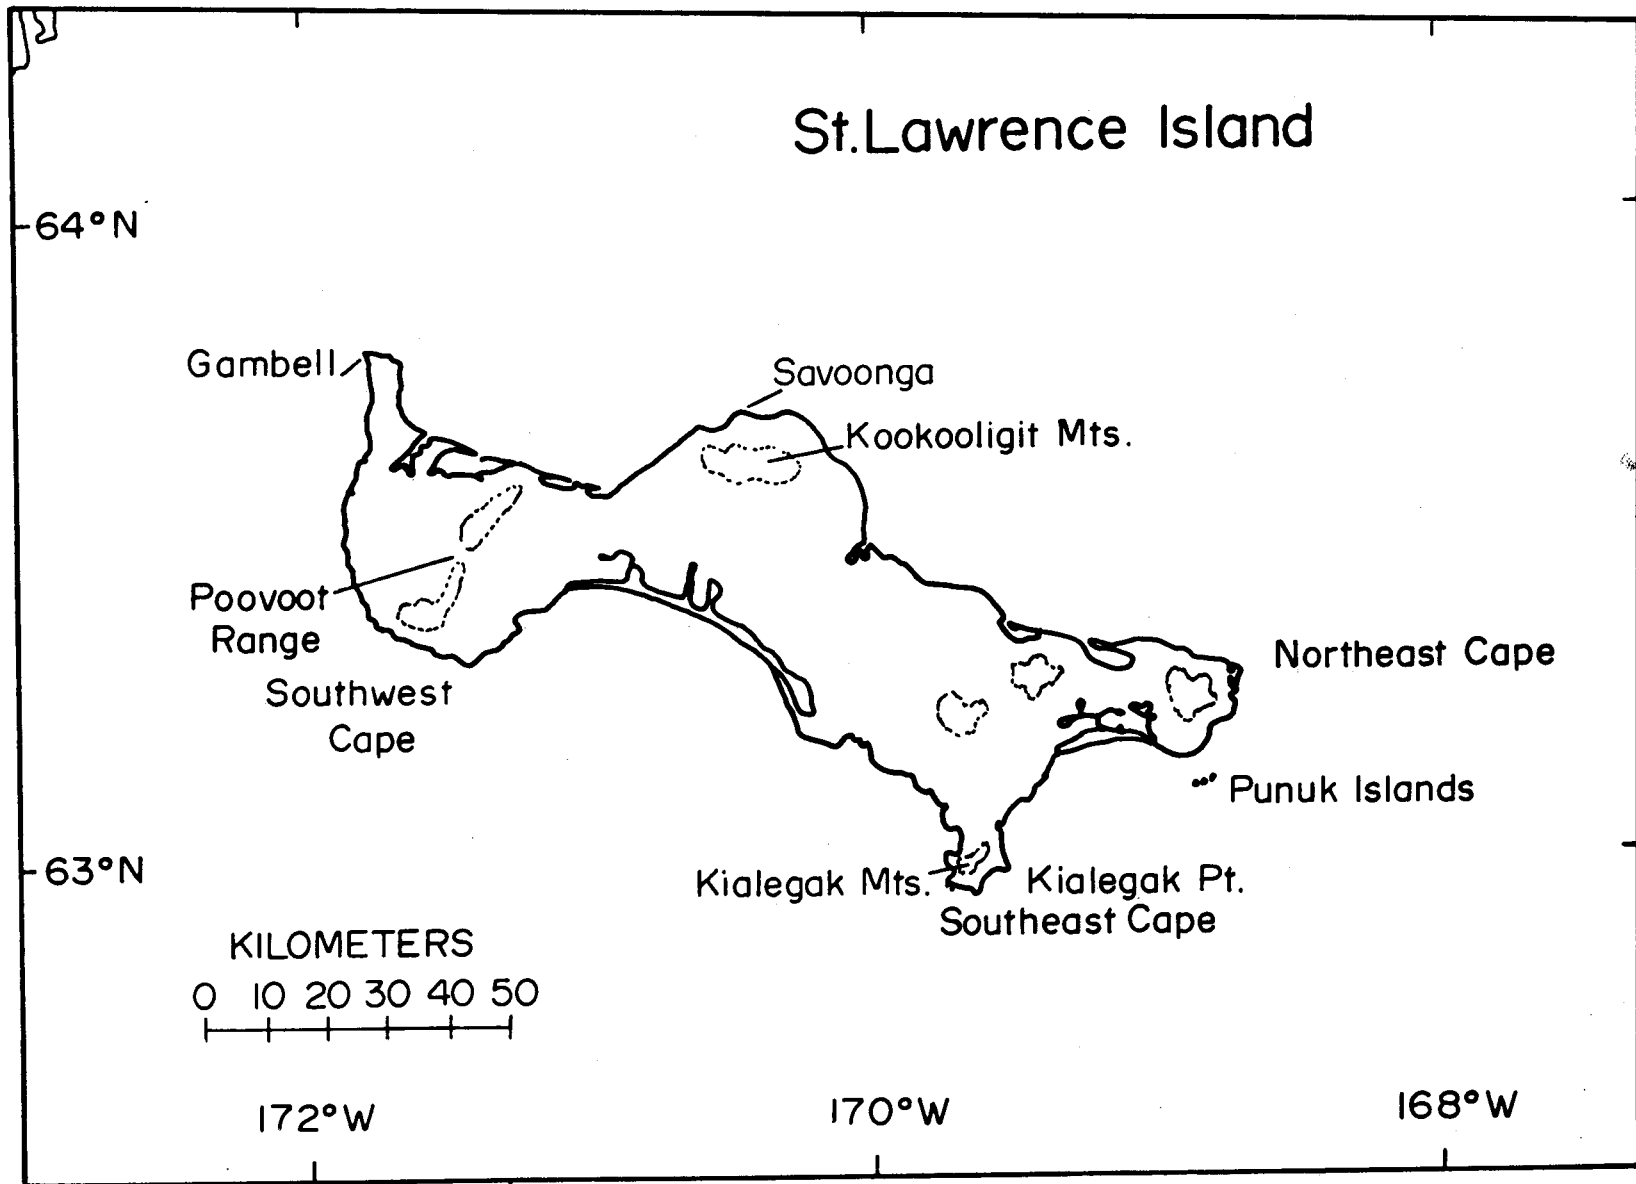 St.Lawrence Island
64°N
Gambell
Savoonga
Kookooligit Mts.
Poovoot
Range
Northeast Cape
Southwest
Cape
Punuk Islands
63°N
Kialegak Mts.
Kialegak Pt.
Southeast Cape
KILOMETERS
0 10 20 30 40 50
172°W 170°W 168°W